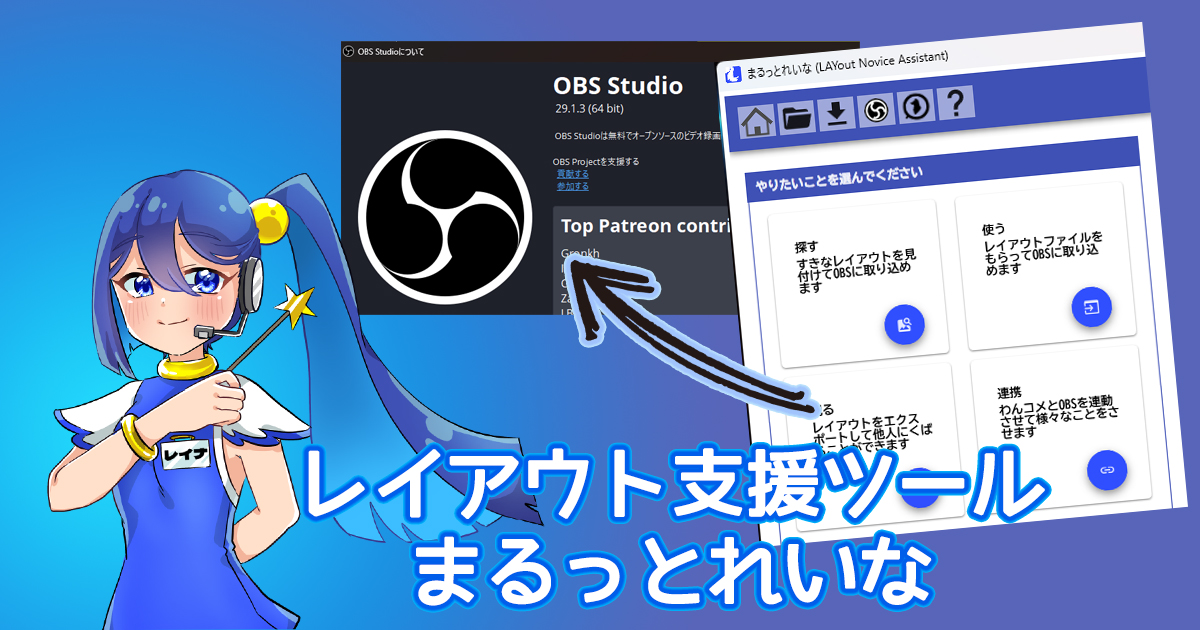 OBS Studioについて
OBS Studio
29.1.3 (64 bit)
OBS Studioは無料でオープンソースのビデオ録画
OBS Projectを支援する
貢献する
参加する
Top Patreon contri
まるっとれいな (LAYout Novice Assistant)
?
やりたいことを選んでください
探す
すきなレイアウトを見
付けてOBSに取り込め
ます
使う
レイアウトファイルを
もらってOBSに取り込
めます
る
レイアウトをエクス
ポートして他人にくば
ことができます
連携
わんコメとOBSを連動
させて様々なことをさ
せます
レイナ
レイアウト支援ツール
まるっとれいな